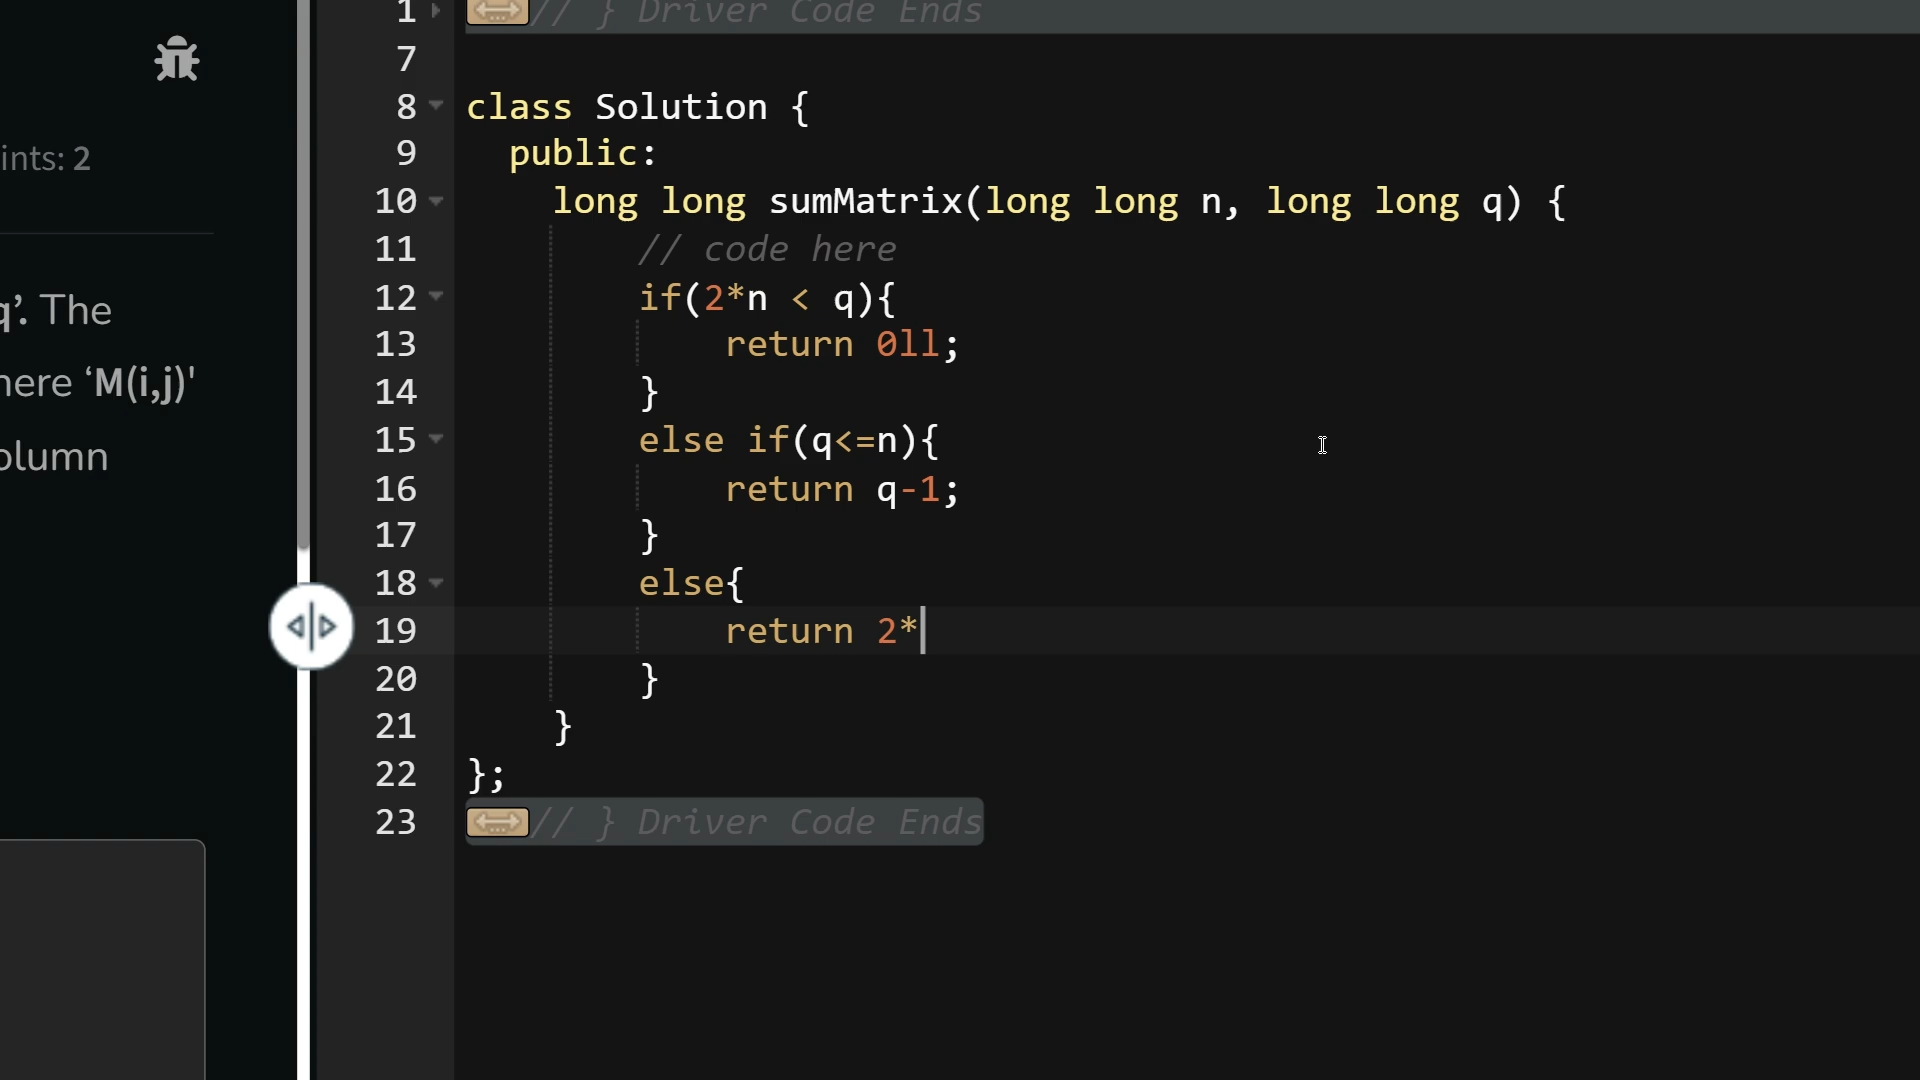 ints: 2
q’. The
here ‘M(i,j)'
olumn
1 // } Driver Code Ends
7
8 class Solution {
9 public:
10 long long sumMatrix(long long n, long long q) {
11 // code here
12 if(2*n < q){
13 return 0ll;
14 }
15 else if(q<=n){
16 return q-1;
17 }
18 else{
19 return 2*
20 }
21 }
22 };
23 // } Driver Code Ends